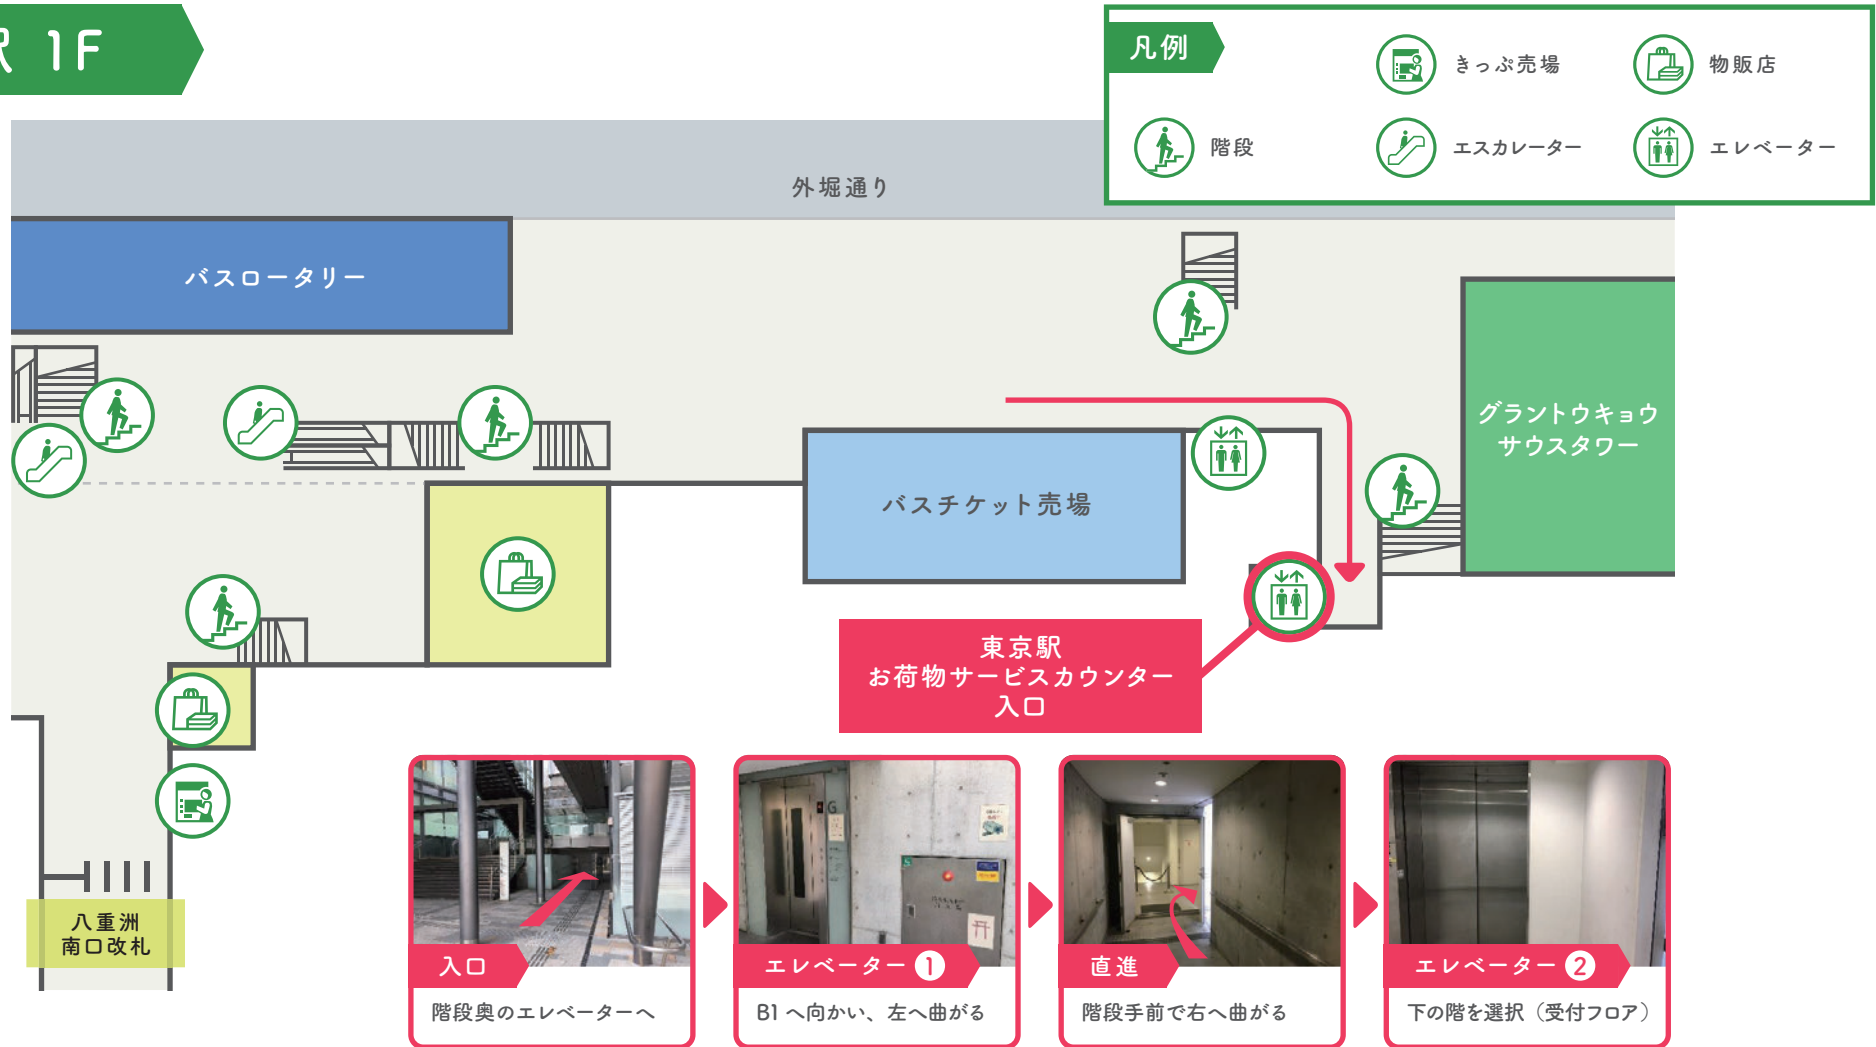 駅 1F
凡例
きっぷ売場
物販店
階段
エスカレーター
エレベーター
外堀通り
バスロータリー
グラントウキョウ
サウスタワー
バスチケット売場
東京駅
お荷物サービスカウンター
入口
八重洲
南口改札
G
入口
階段奥のエレベーターへ
エレベーター 1
B1 へ向かい、左へ曲がる
直進
階段手前で右へ曲がる
エレベーター 2
下の階を選択（受付フロア）